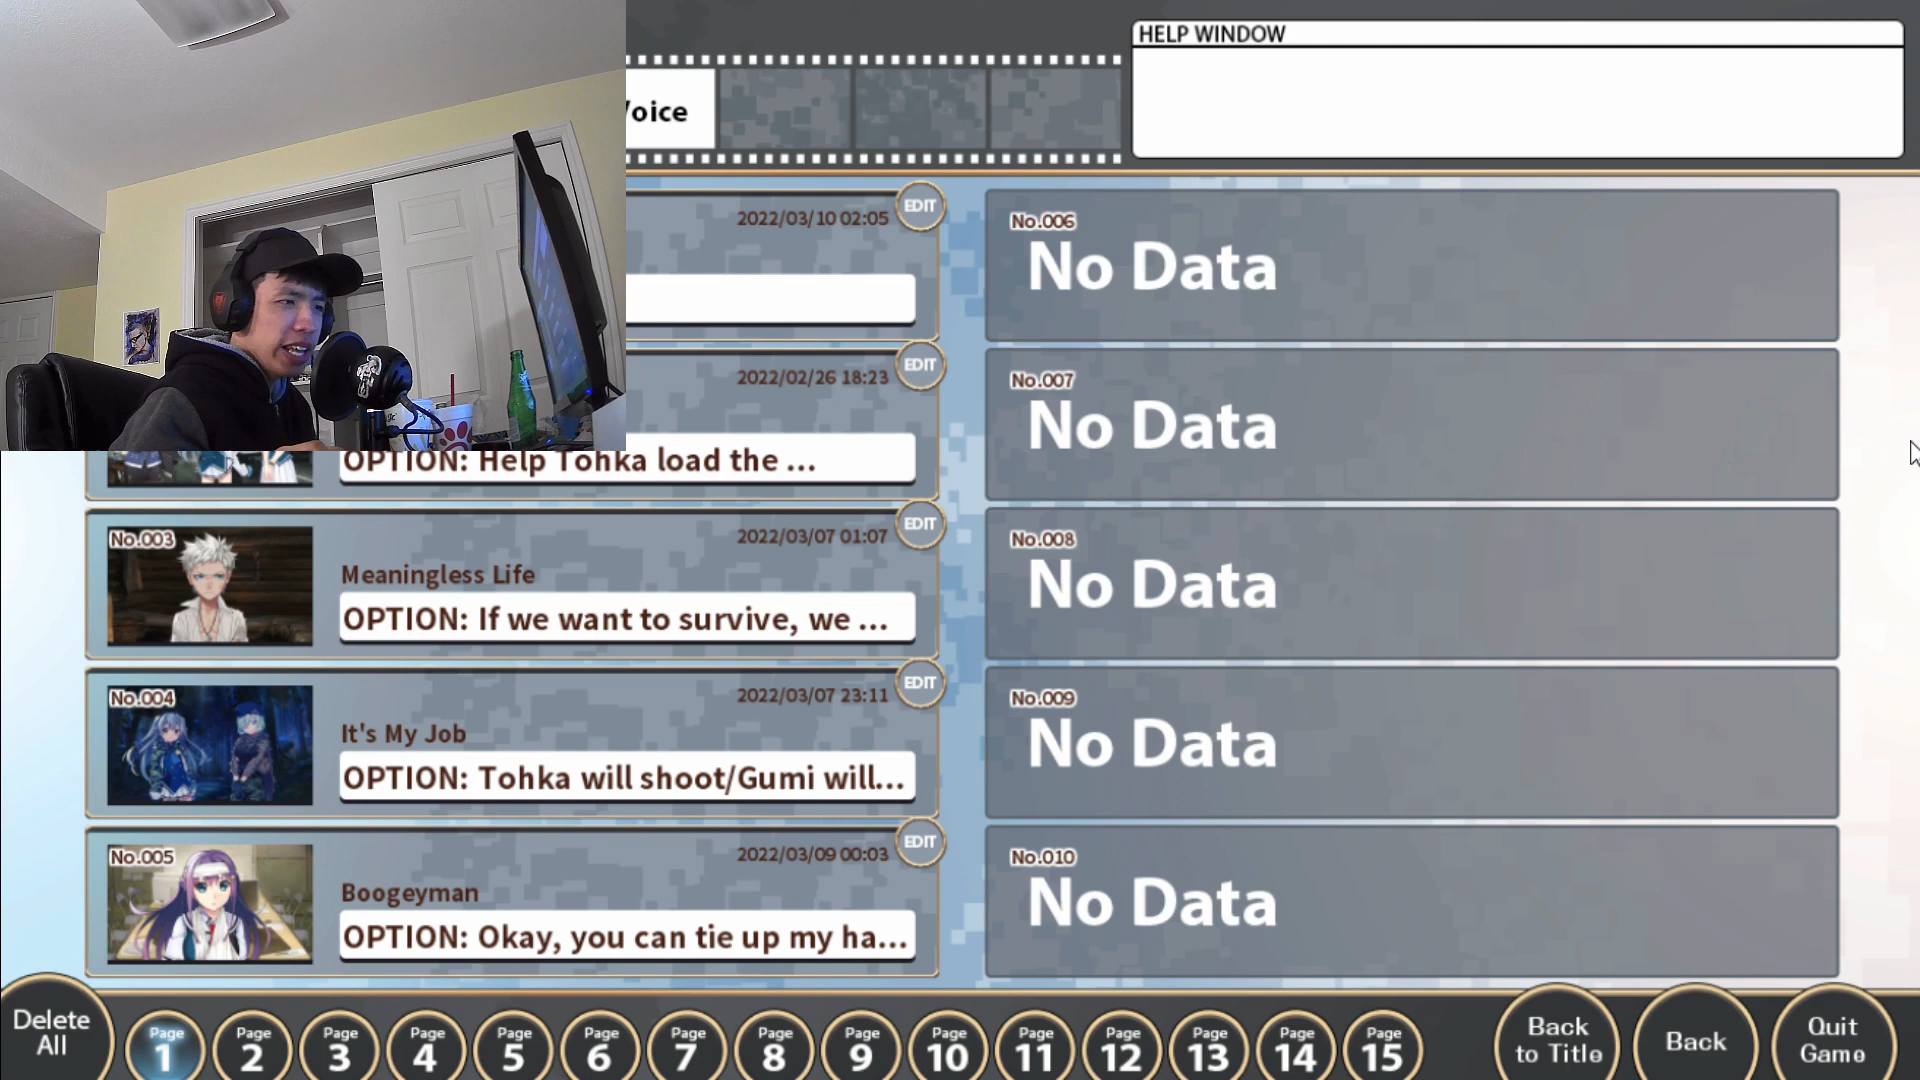 HELP WINDOW
Voice
2022/03/10 02:05
EDIT
2022/02/26 18:23
EDIT
OPTION: Help Tohka load the ...
No.003
2022/03/07 01:07
EDIT
Meaningless Life
OPTION: If we want to survive, we ...
No.004
2022/03/07 23:11
EDIT
It's My Job
OPTION: Tohka will shoot/Gumi will...
No.005
2022/03/09 00:03
EDIT
Boogeyman
OPTION: Okay, you can tie up my ha...
No.006
No Data
No.007
No Data
No.008
No Data
No.009
No Data
No.010
No Data
Delete
All
Page
1
Page
2
Page
3
Page
4
Page
5
Page
6
Page
7
Page
8
Page
9
Page
10
Page
11
Page
12
Page
13
Page
14
Page
15
Back
to Title
Back
Quit
Game